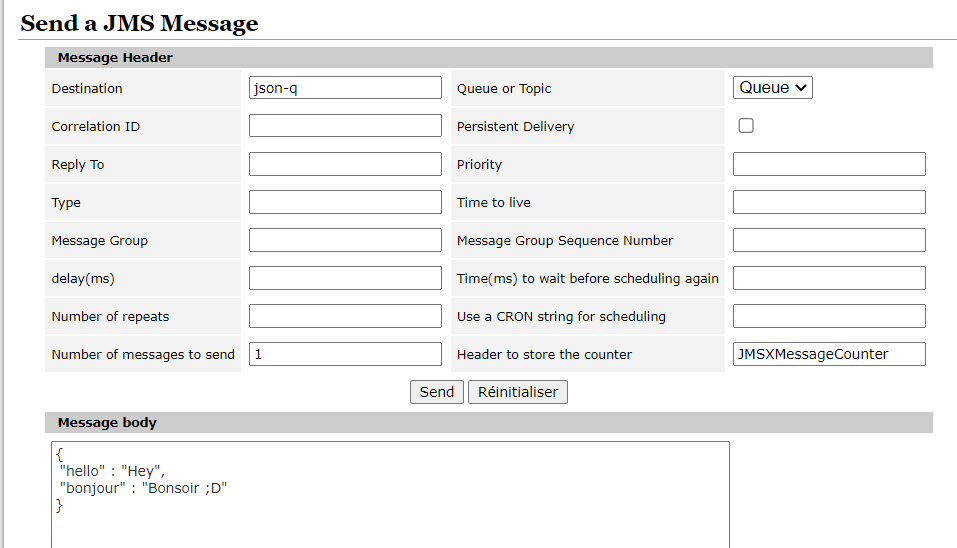 Send a JMS Message
Message Header
Destination json-q Queue or Topic Queue
Correlation ID Persistent Delivery
Reply To Priority
Type Time to live
Message Group Message Group Sequence Number
delay(ms) Time(ms) to wait before scheduling again
Number of repeats Use a CRON string for scheduling
Number of messages to send 1 Header to store the counter JMSXMessageCounter
Send Réinitialiser
Message body
{
"hello" : "Hey",
"bonjour" : "Bonsoir ;D"
}